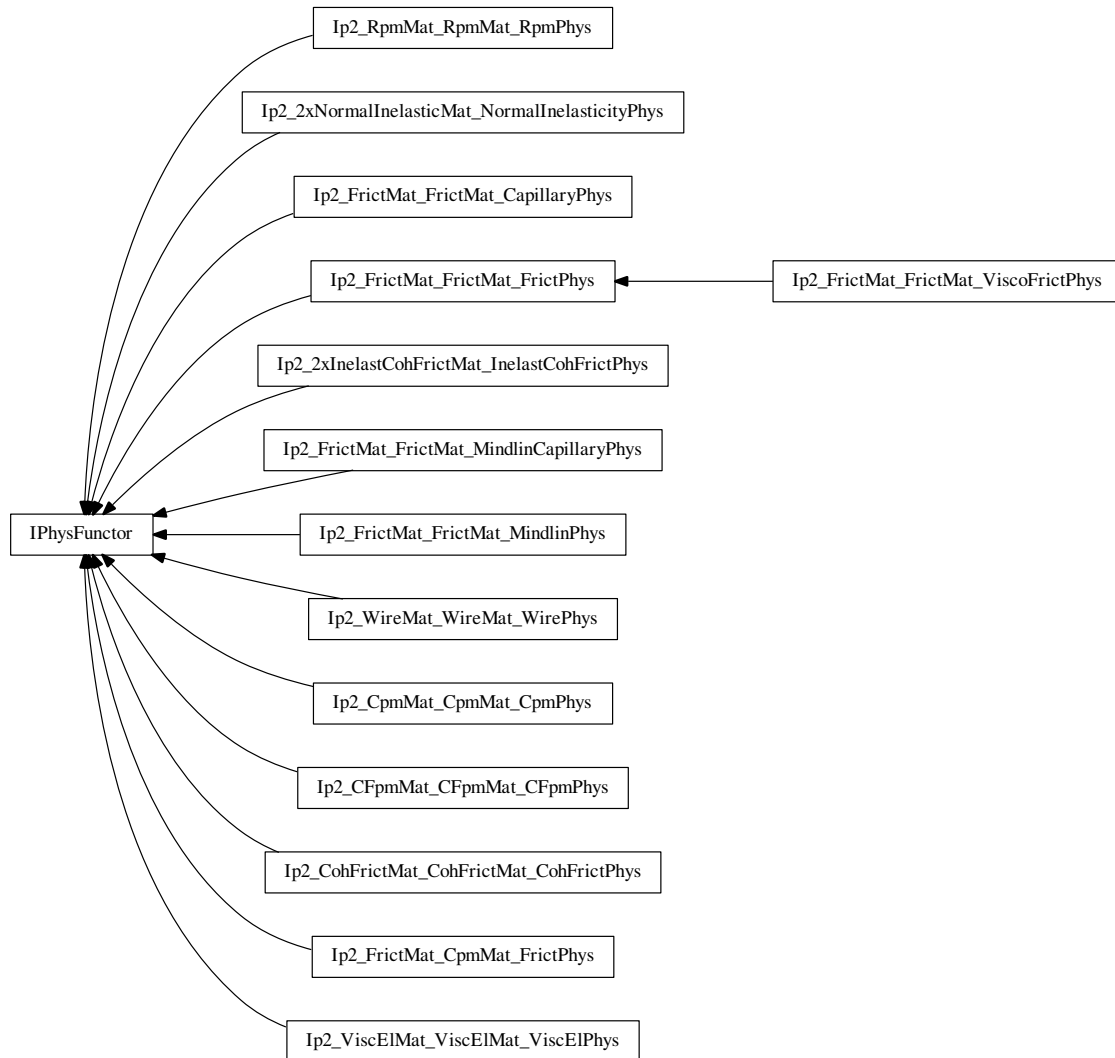 Ip2_RpmMat_RpmMat_RpmPhys
Ip2_2xNormalInelasticMat_NormalInelasticityPhys
Ip2_FrictMat_FrictMat_CapillaryPhys
Ip2_FrictMat_FrictMat_FrictPhys
Ip2_FrictMat_FrictMat_ViscoFrictPhys
Ip2_2xInelastCohFrictMat_InelastCohFrictPhys
Ip2_FrictMat_FrictMat_MindlinCapillaryPhys
IPhysFunctor
Ip2_FrictMat_FrictMat_MindlinPhys
Ip2_WireMat_WireMat_WirePhys
Ip2_CpmMat_CpmMat_CpmPhys
Ip2_CFpmMat_CFpmMat_CFpmPhys
Ip2_CohFrictMat_CohFrictMat_CohFrictPhys
Ip2_FrictMat_CpmMat_FrictPhys
Ip2_ViscElMat_ViscElMat_ViscElPhys